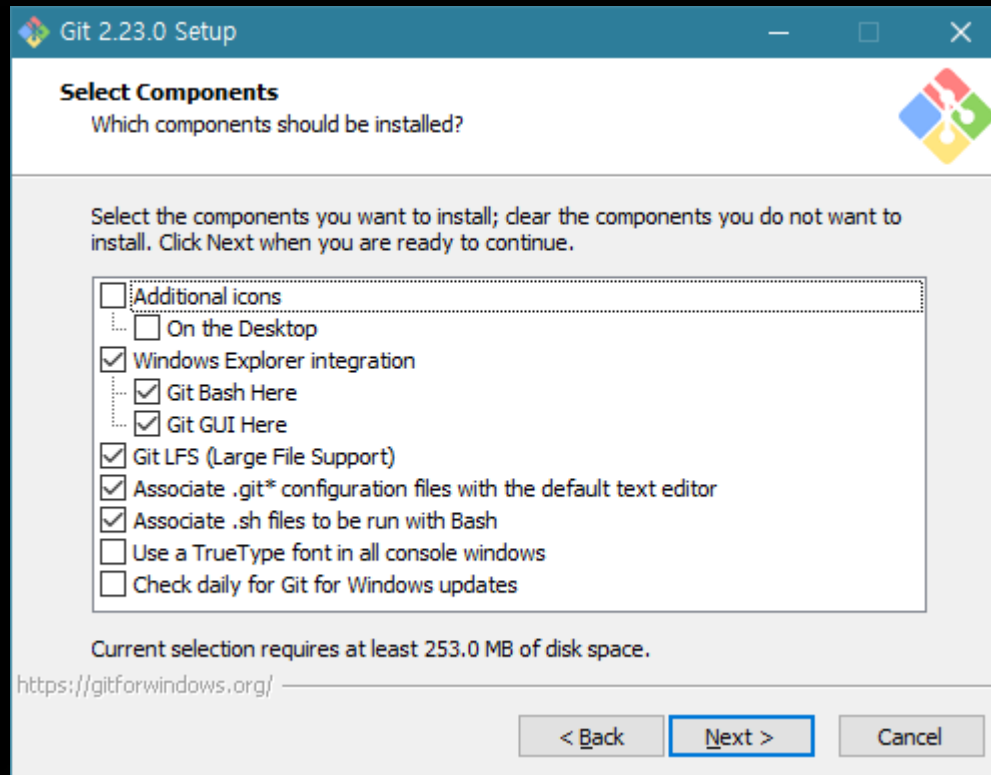 Git 2.23.0 Setup
Select Components
Which components should be installed?
Select the components you want to install; clear the components you do not want to
install. Click Next when you are ready to continue.
Additional icons
On the Desktop
Windows Explorer integration
Git Bash Here
Git GUI Here
Git LFS (Large File Support)
Associate .git* configuration files with the default text editor
Associate .sh files to be run with Bash
Use a TrueType font in all console windows
Check daily for Git for Windows updates
Current selection requires at least 253.0 MB of disk space.
https://gitforwindows.org/
< Back
Next >
Cancel